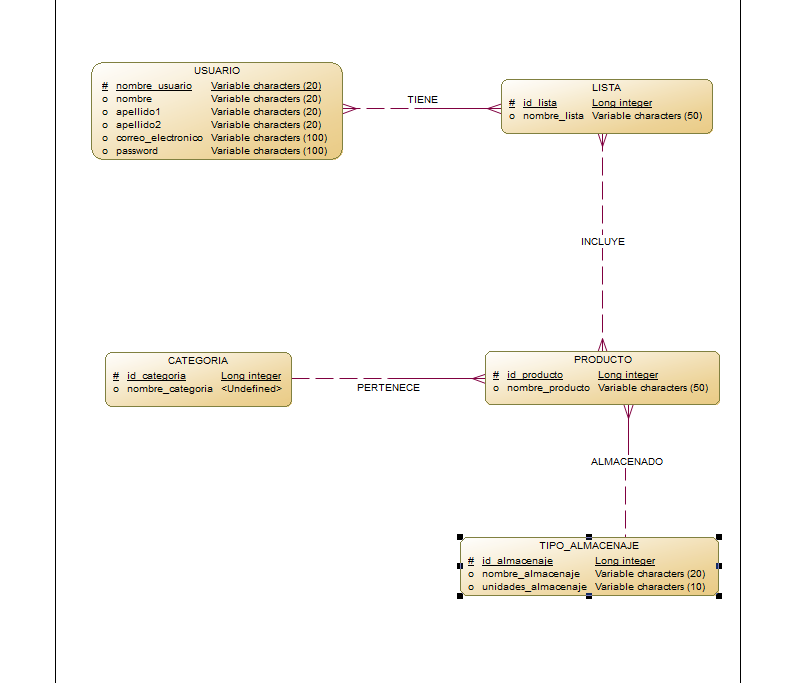 USUARIO
# nombre_usuario Variable characters (20)
o nombre Variable characters (20)
o apellido1 Variable characters (20)
o apellido2 Variable characters (20)
o correo_electronico Variable characters (100)
o password Variable characters (100)
TIENE
LISTA
# id_lista Long integer
o nombre_lista Variable characters (50)
INCLUYE
CATEGORIA
# id_categoria Long integer
o nombre_categoria <Undefined>
PERTENECE
PRODUCTO
# id_producto Long integer
o nombre_producto Variable characters (50)
ALMACENADO
TIPO_ALMACENAJE
# id_almacenaje Long integer
o nombre_almacenaje Variable characters (20)
o unidades_almacenaje Variable characters (10)